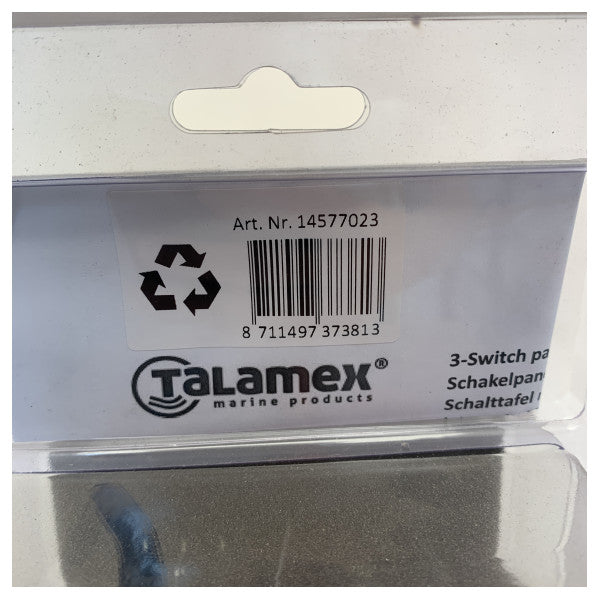 Art. Nr. 14577023
8 711497 373813
TALAMEX®
marine products
3-Switch pa
Schakelpan
Schalttafel